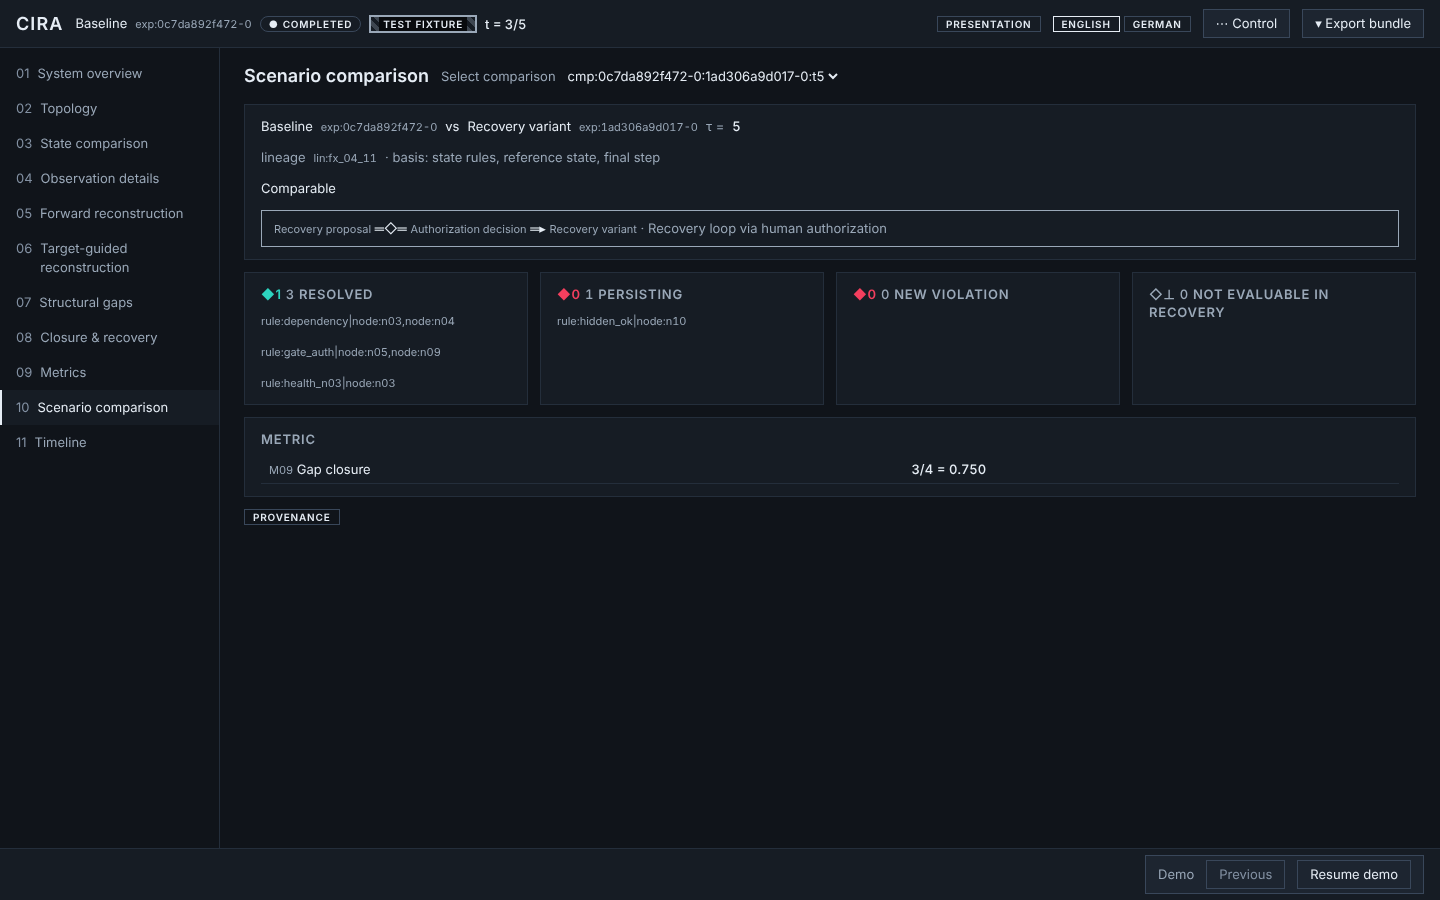 CIRA Baseline exp:0c7da892f472-0 ● COMPLETED TEST FIXTURE t = 3/5 PRESENTATION ENGLISH GERMAN ··· Control ▾ Export bundle
01 System overview
02 Topology
03 State comparison
04 Observation details
05 Forward reconstruction
06 Target-guided
reconstruction
07 Structural gaps
08 Closure & recovery
09 Metrics
10 Scenario comparison
11 Timeline
Scenario comparison Select comparison cmp:0c7da892f472-0:1ad306a9d017-0:t5
Baseline exp:0c7da892f472-0 vs Recovery variant exp:1ad306a9d017-0 τ = 5
lineage lin:fx_04_11 · basis: state rules, reference state, final step
Comparable
Recovery proposal ═◇═ Authorization decision ═▸ Recovery variant · Recovery loop via human authorization
◆1 3 RESOLVED
rule:dependency|node:n03,node:n04
rule:gate_auth|node:n05,node:n09
rule:health_n03|node:n03
◆0 1 PERSISTING
rule:hidden_ok|node:n10
◆0 0 NEW VIOLATION
◇⊥ 0 NOT EVALUABLE IN
RECOVERY
METRIC
M09 Gap closure 3/4 = 0.750
PROVENANCE
Demo Previous Resume demo